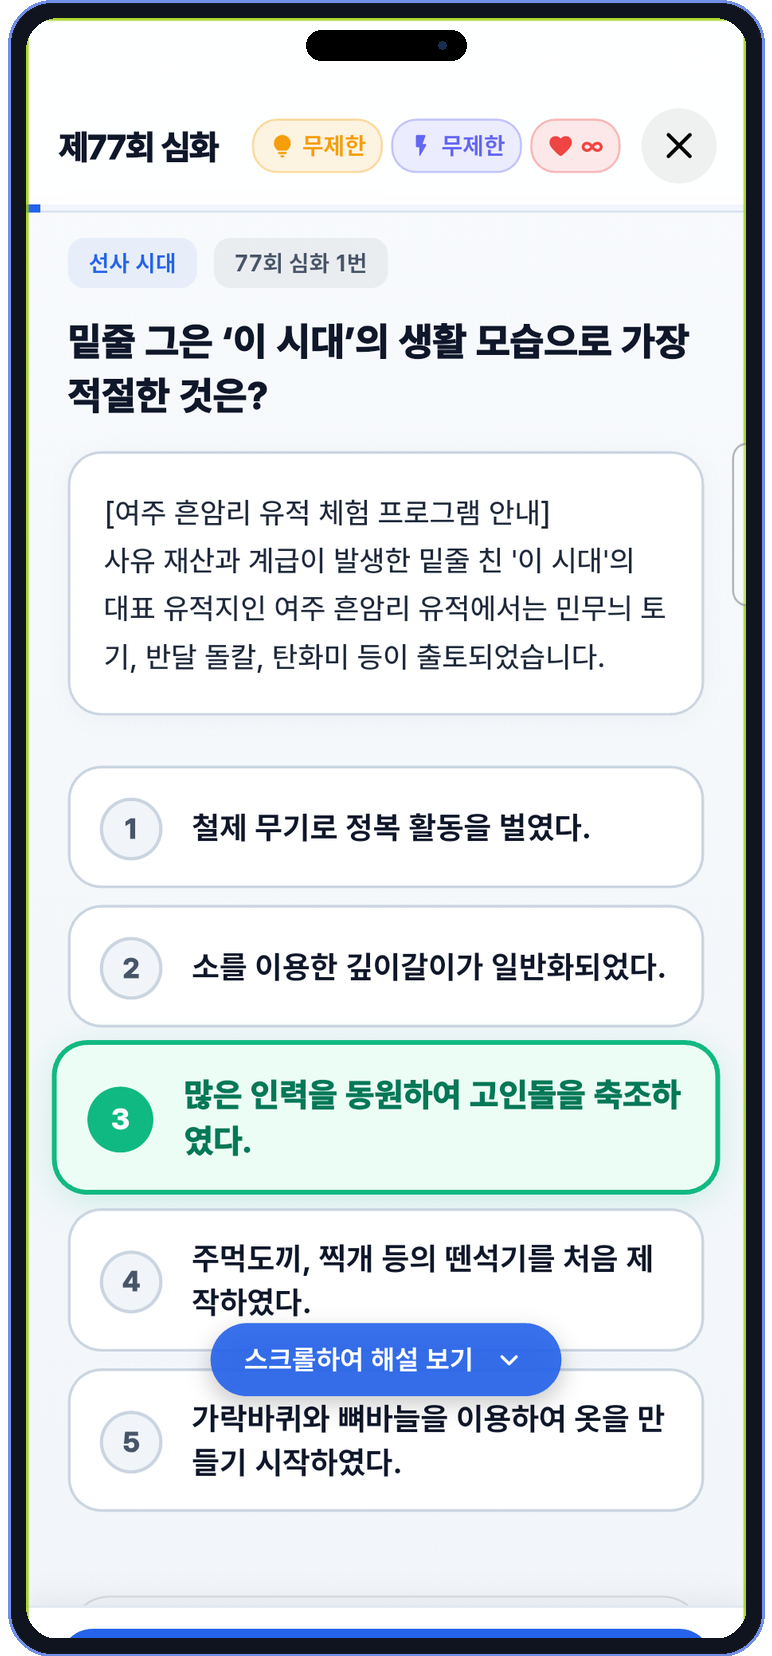 제77회 심화
무제한
무제한
∞
선사 시대
77회 심화 1번
밑줄 그은 ‘이 시대’의 생활 모습으로 가장
적절한 것은?
[여주 흔암리 유적 체험 프로그램 안내]
사유 재산과 계급이 발생한 밑줄 친 '이 시대'의
대표 유적지인 여주 흔암리 유적에서는 민무늬 토
기, 반달 돌칼, 탄화미 등이 출토되었습니다.
1 철제 무기로 정복 활동을 벌였다.
2 소를 이용한 깊이갈이가 일반화되었다.
3 많은 인력을 동원하여 고인돌을 축조하
였다.
4 주먹도끼, 찍개 등의 뗀석기를 처음 제
작하였다.
스크롤하여 해설 보기
5 가락바퀴와 뼈바늘을 이용하여 옷을 만
들기 시작하였다.